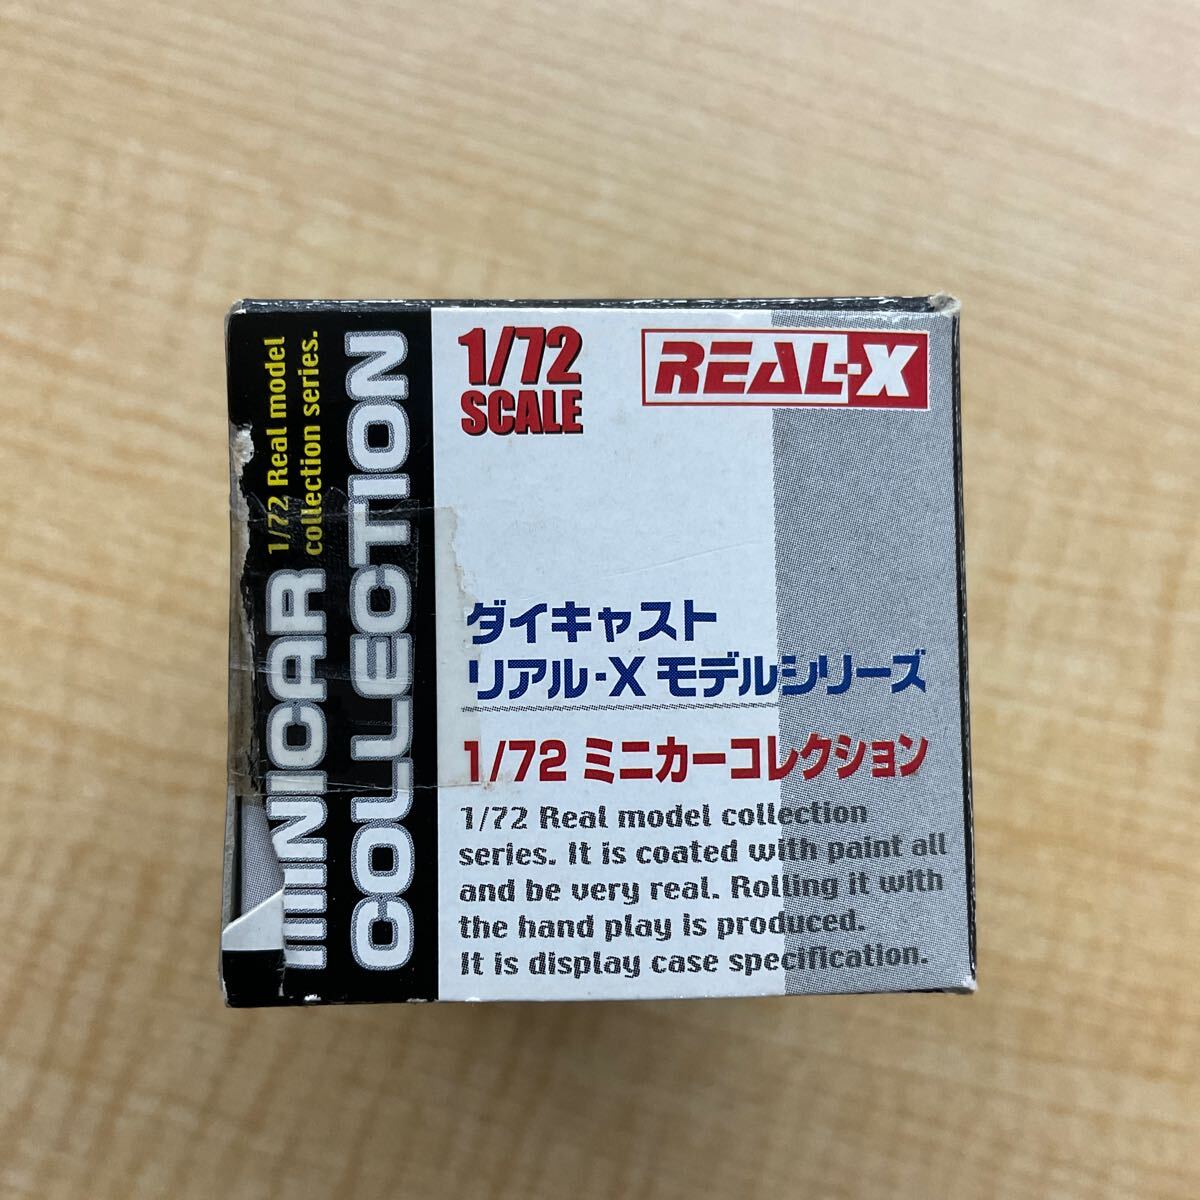 MINICAR
COLLECTION
1/72 Real model
collection series.
1/72
SCALE
REAL-X
ダイキャスト
リアル・X モデルシリーズ
1/72 ミニカーコレクション
1/72 Real model collection
series. It is coated with paint all
and be very real. Rolling it with
the hand play is produced.
It is display case specification.